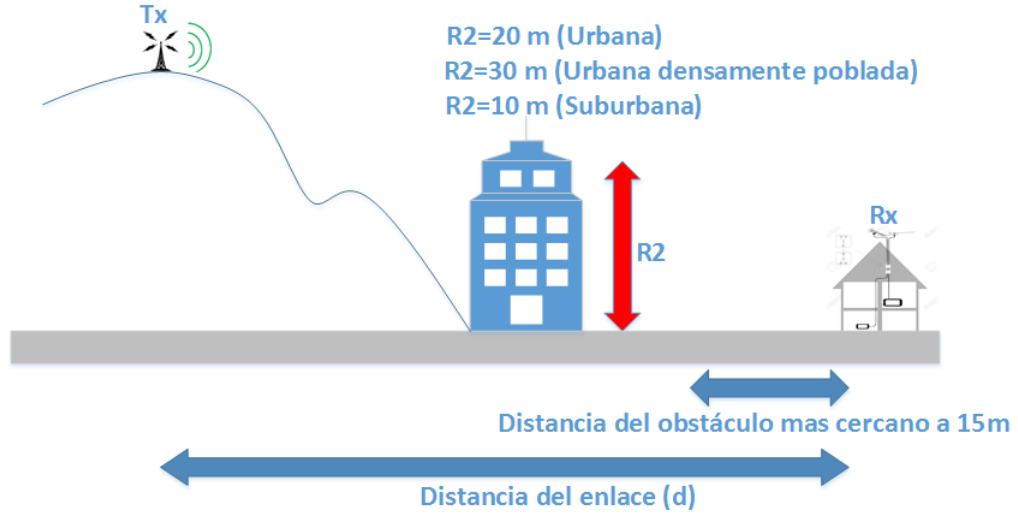 Tx
R2=20 m (Urbana)
R2=30 m (Urbana densamente poblada)
R2=10 m (Suburbana)
Rx
R2
Distancia del obstáculo mas cercano a 15m
Distancia del enlace (d)